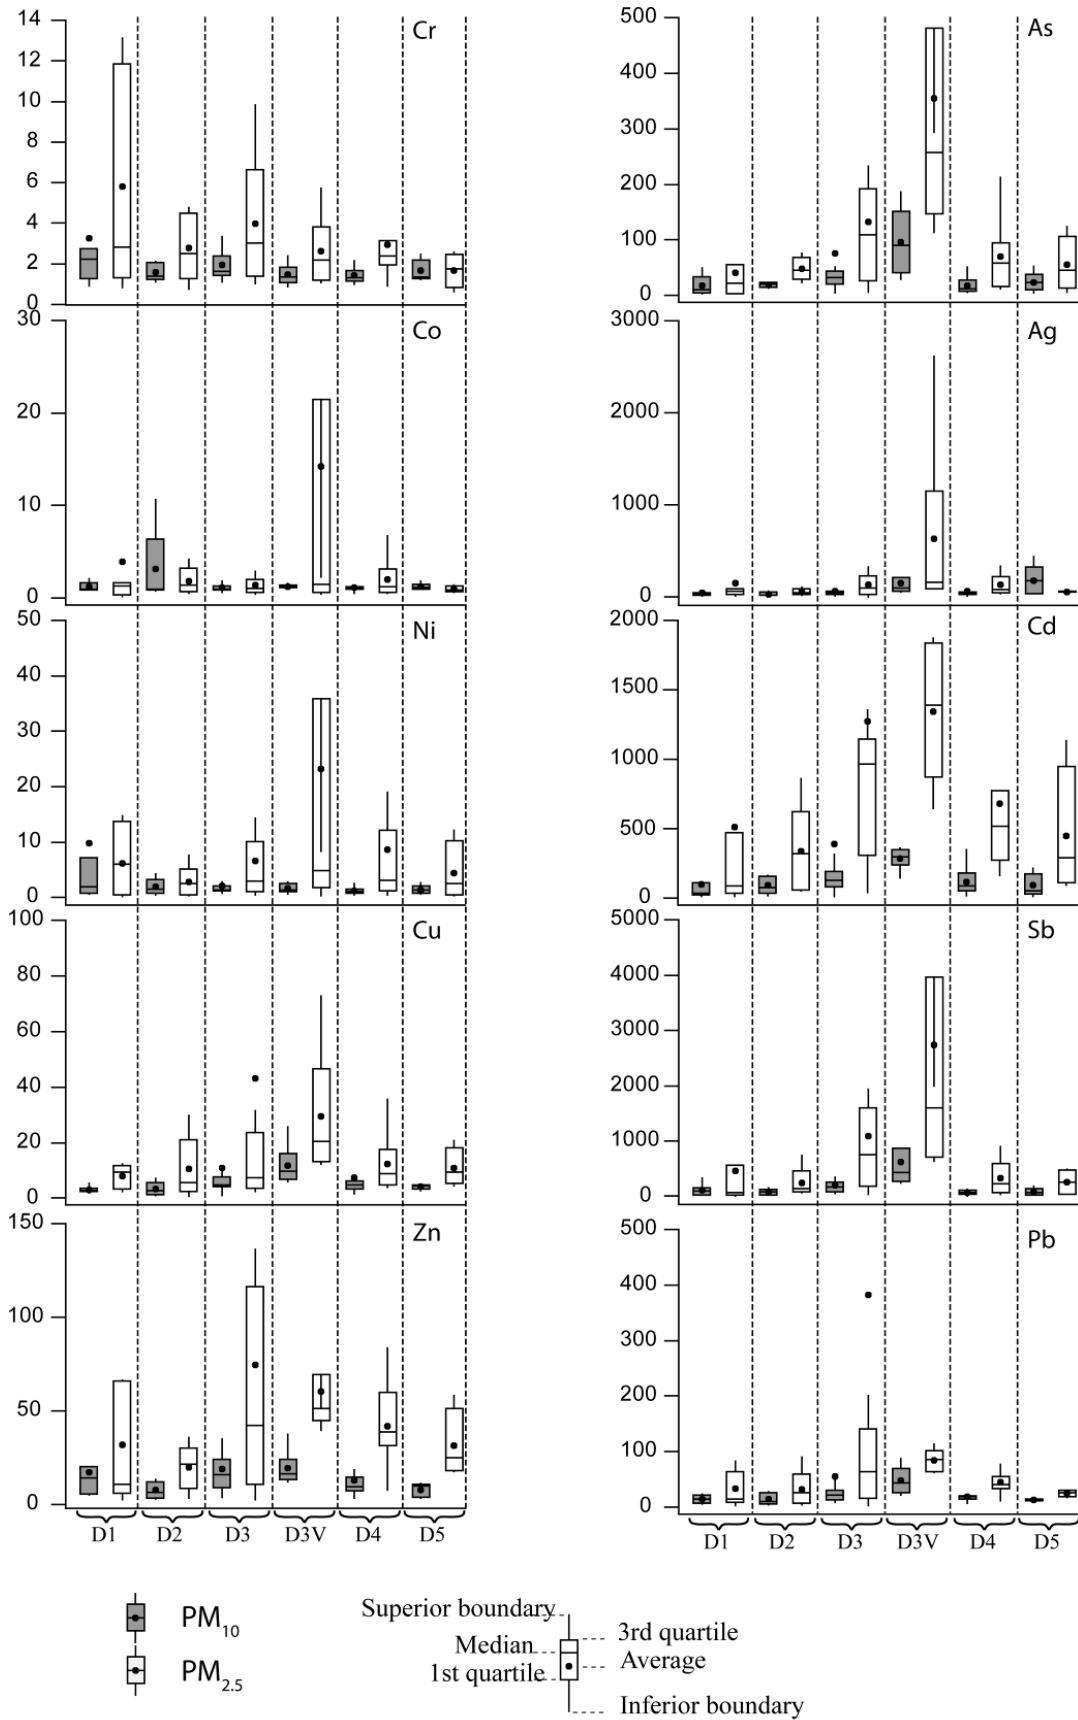 14
12
10
8
6
4
2
0
Cr
500
400
300
200
100
0
As
30
20
10
0
Co
3000
2000
1000
0
Ag
50
40
30
20
10
0
Ni
2000
1500
1000
500
0
Cd
100
80
60
40
20
0
Cu
5000
4000
3000
2000
1000
0
Sb
150
100
50
0
Zn
500
400
300
200
100
0
Pb
D1 D2 D3 D3V D4 D5
D1 D2 D3 D3V D4 D5
PM10
PM2.5
Superior boundary
Median
1st quartile
3rd quartile
Average
Inferior boundary